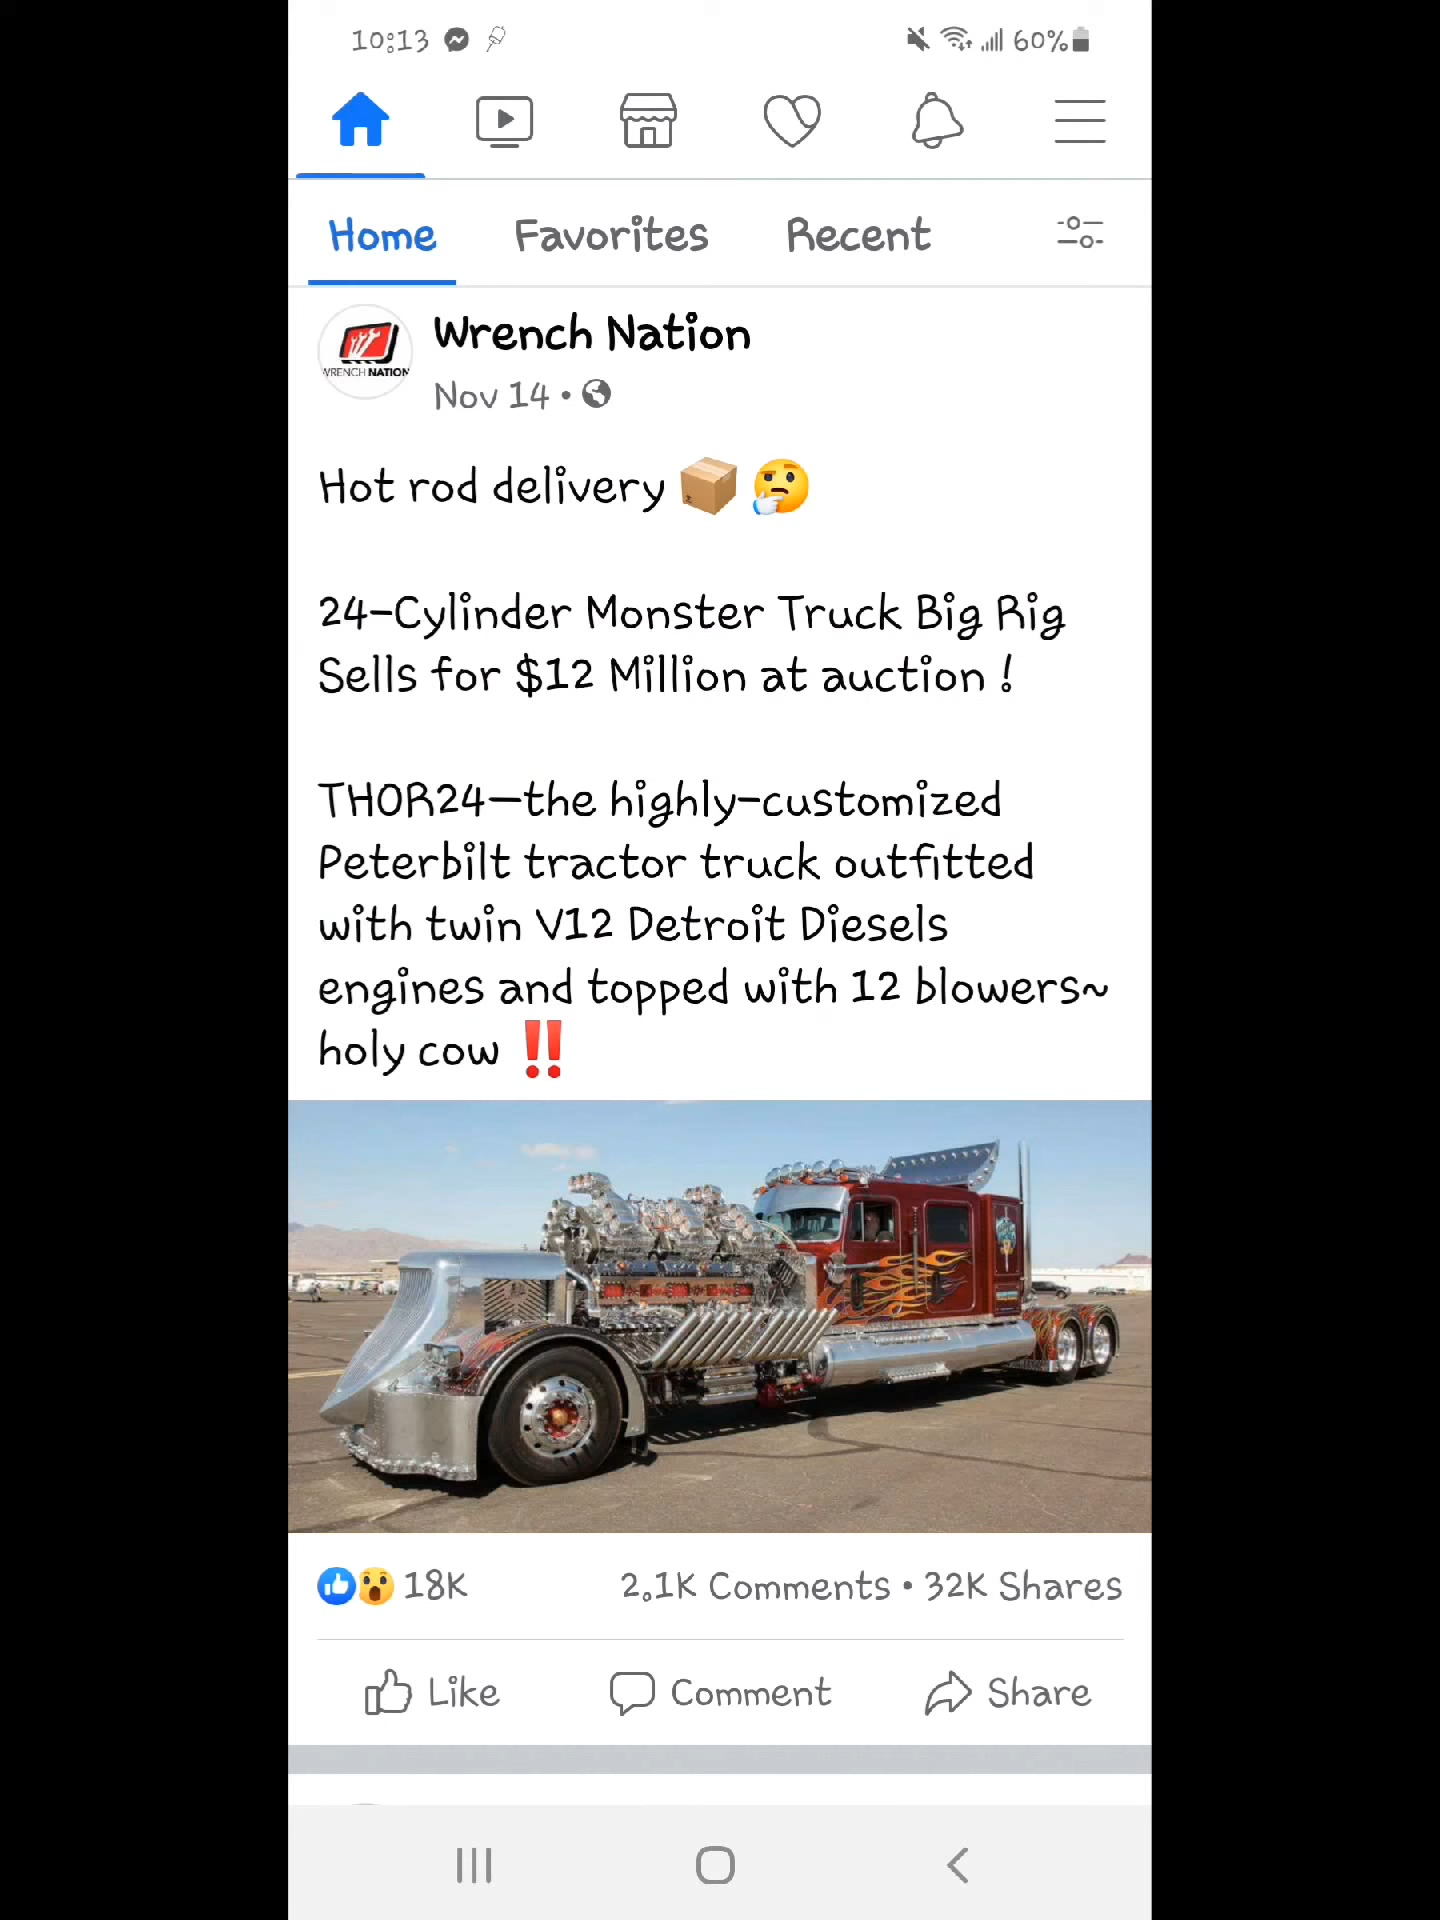 10:13
60%
Home Favorites Recent
WRENCH NATION
Wrench Nation
Nov 14 •
Hot rod delivery 📦 🤔
24-Cylinder Monster Truck Big Rig
Sells for $12 Million at auction !
THOR24—the highly-customized
Peterbilt tractor truck outfitted
with twin V12 Detroit Diesels
engines and topped with 12 blowers~
holy cow ‼️
18K
2.1K Comments • 32K Shares
Like Comment Share